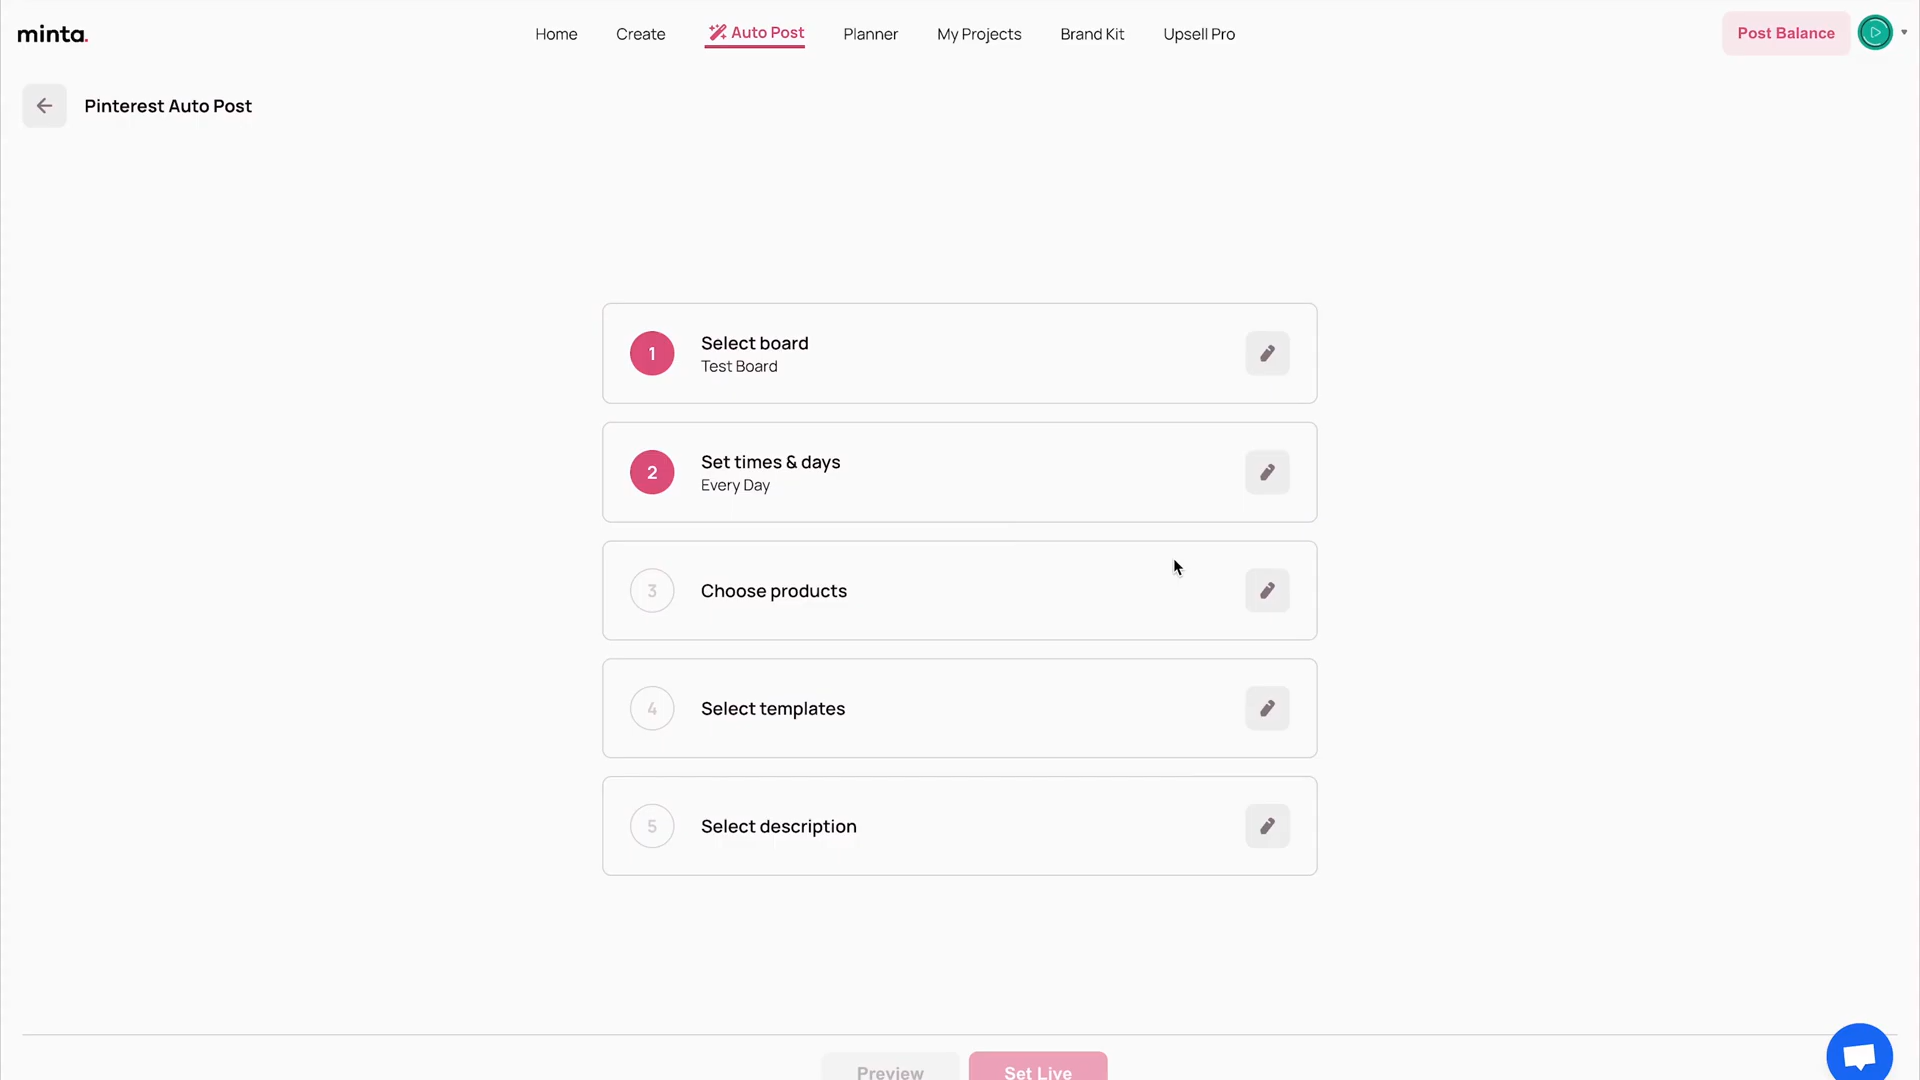 minta.
Home
Create
Auto Post
Planner
My Projects
Brand Kit
Upsell Pro
Post Balance
Pinterest Auto Post
1
Select board
Test Board
2
Set times & days
Every Day
3
Choose products
4
Select templates
5
Select description
Preview
Set Live